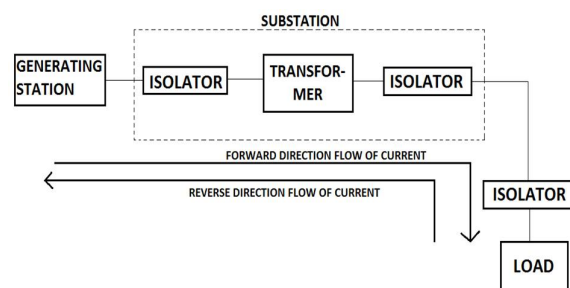 SUBSTATION
GENERATING
STATION
ISOLATOR
TRANSFOR-
MER
ISOLATOR
FORWARD DIRECTION FLOW OF CURRENT
REVERSE DIRECTION FLOW OF CURRENT
ISOLATOR
LOAD